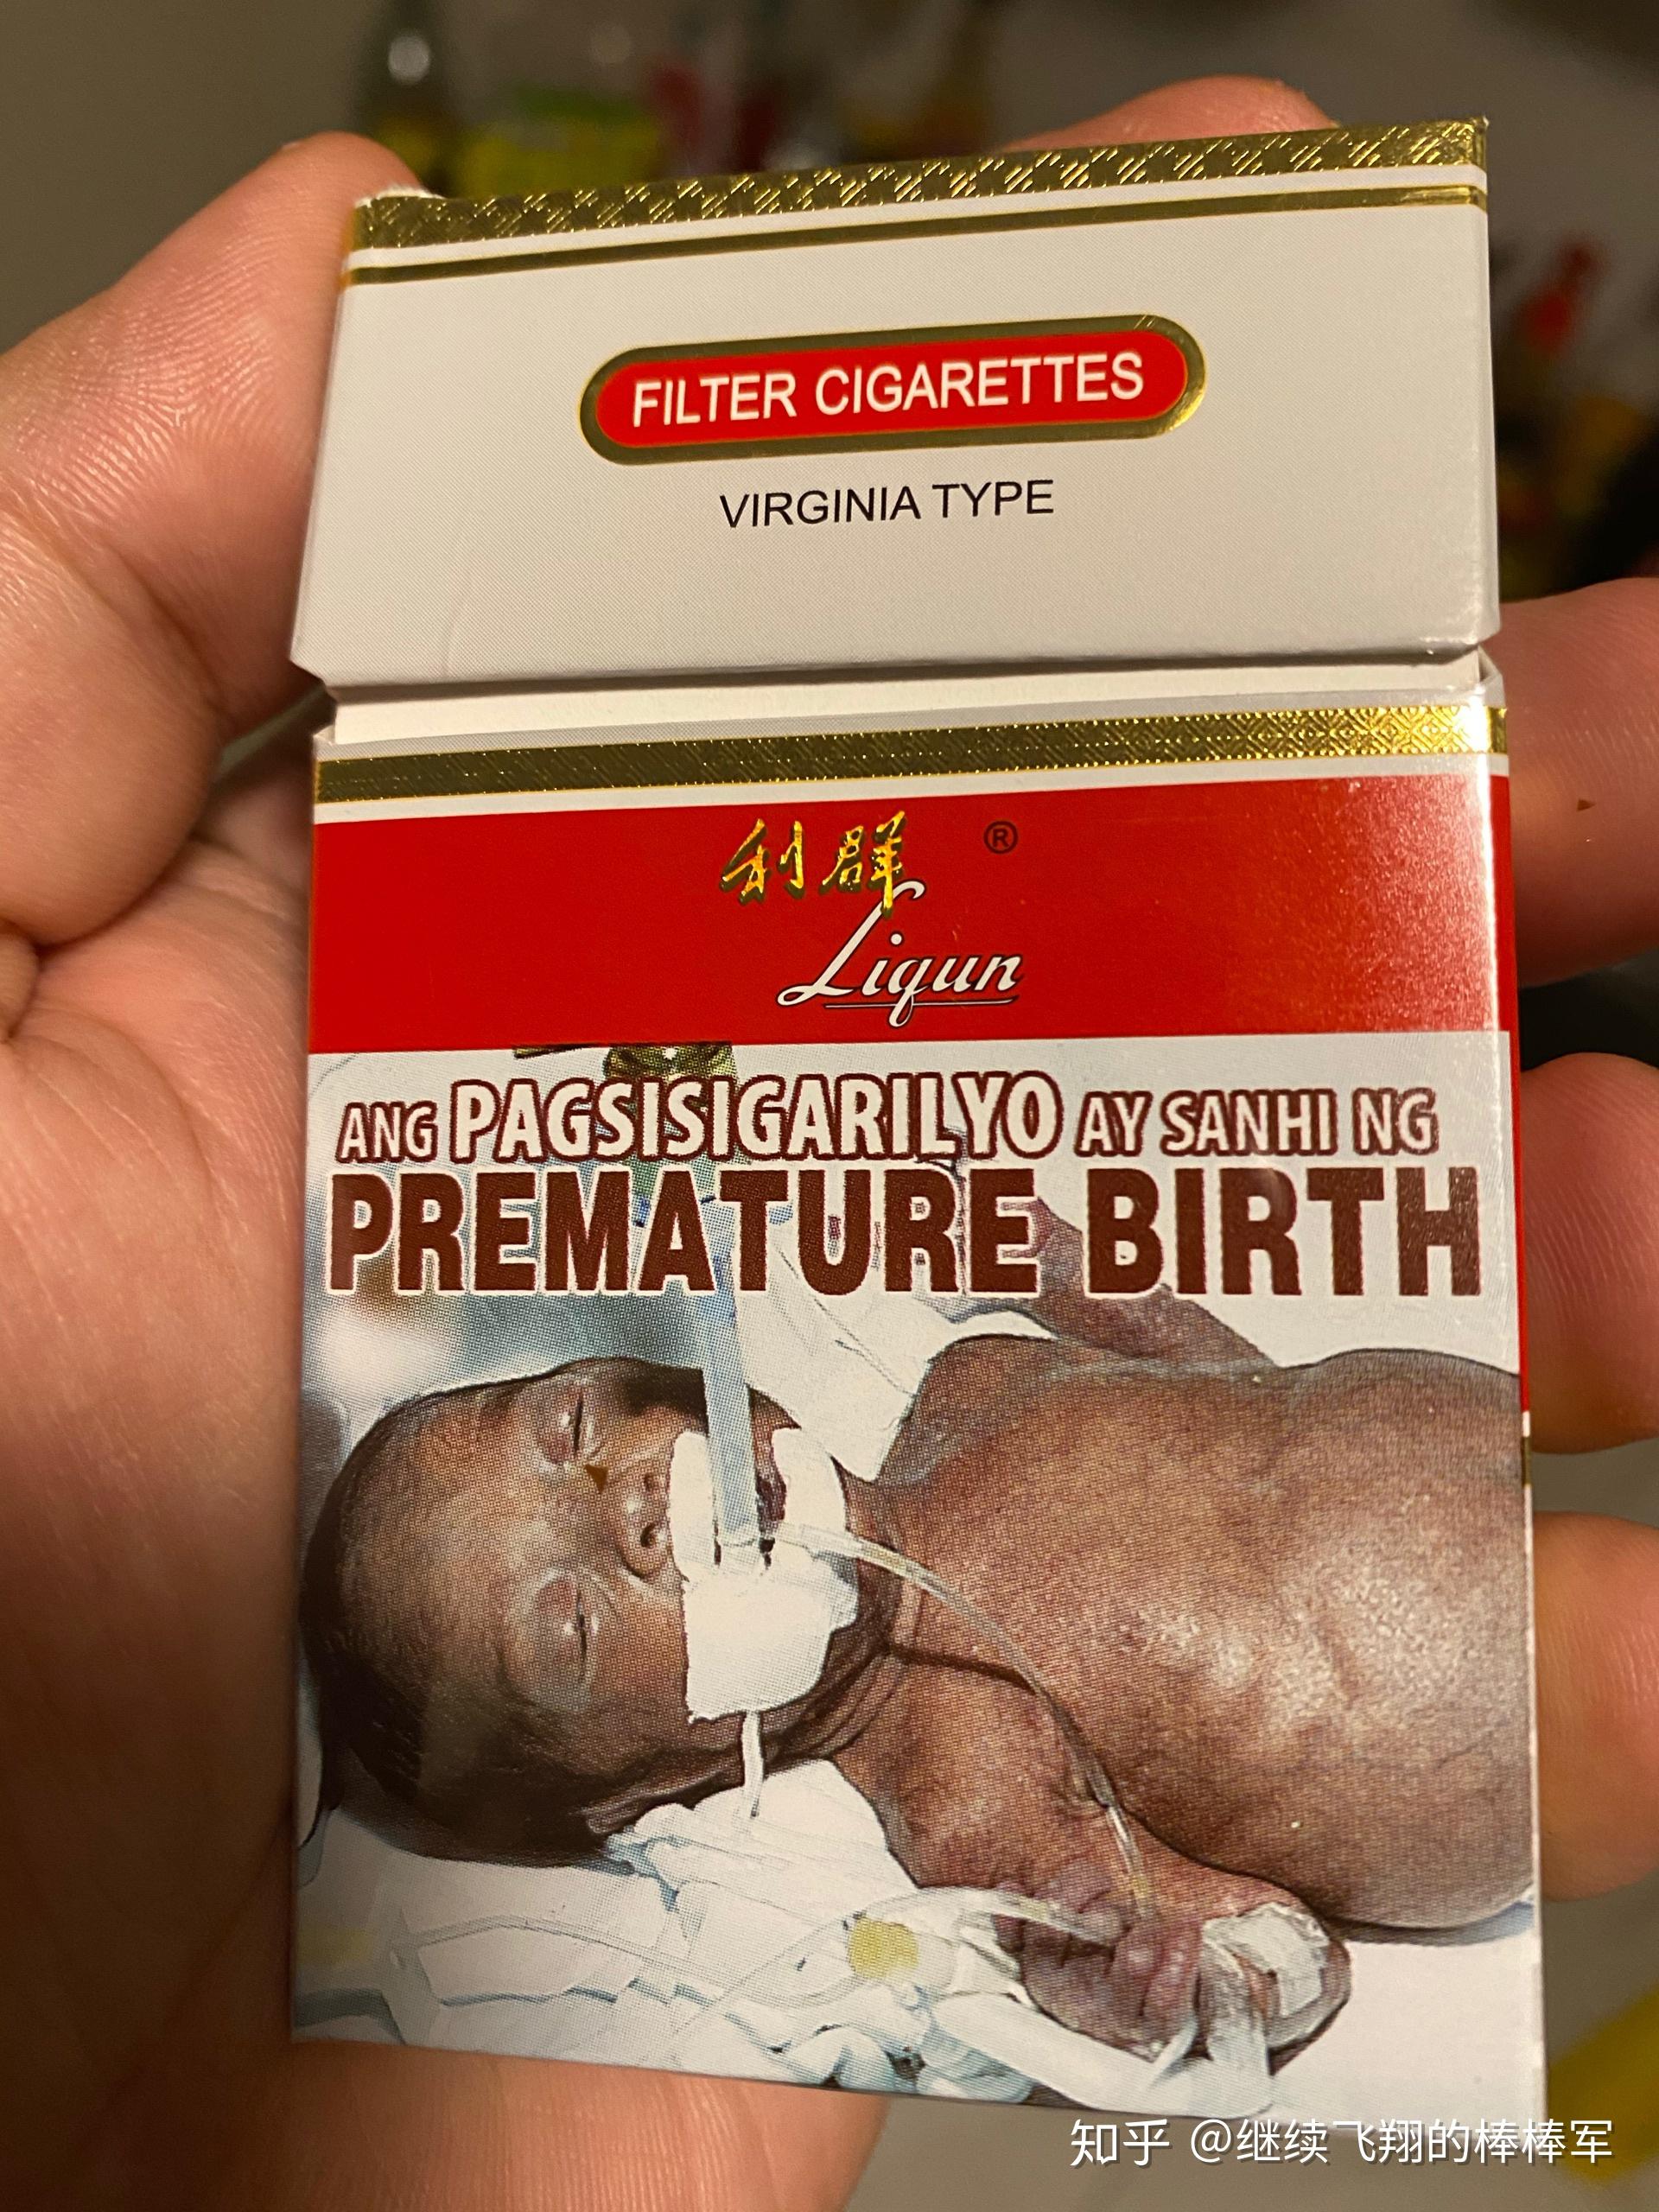 FILTER CIGARETTES
VIRGINIA TYPE
利群 ®
Liqun
ANG PAGSISIGARILYO AY SANHI NG
PREMATURE BIRTH
知乎 @继续飞翔的棒棒军